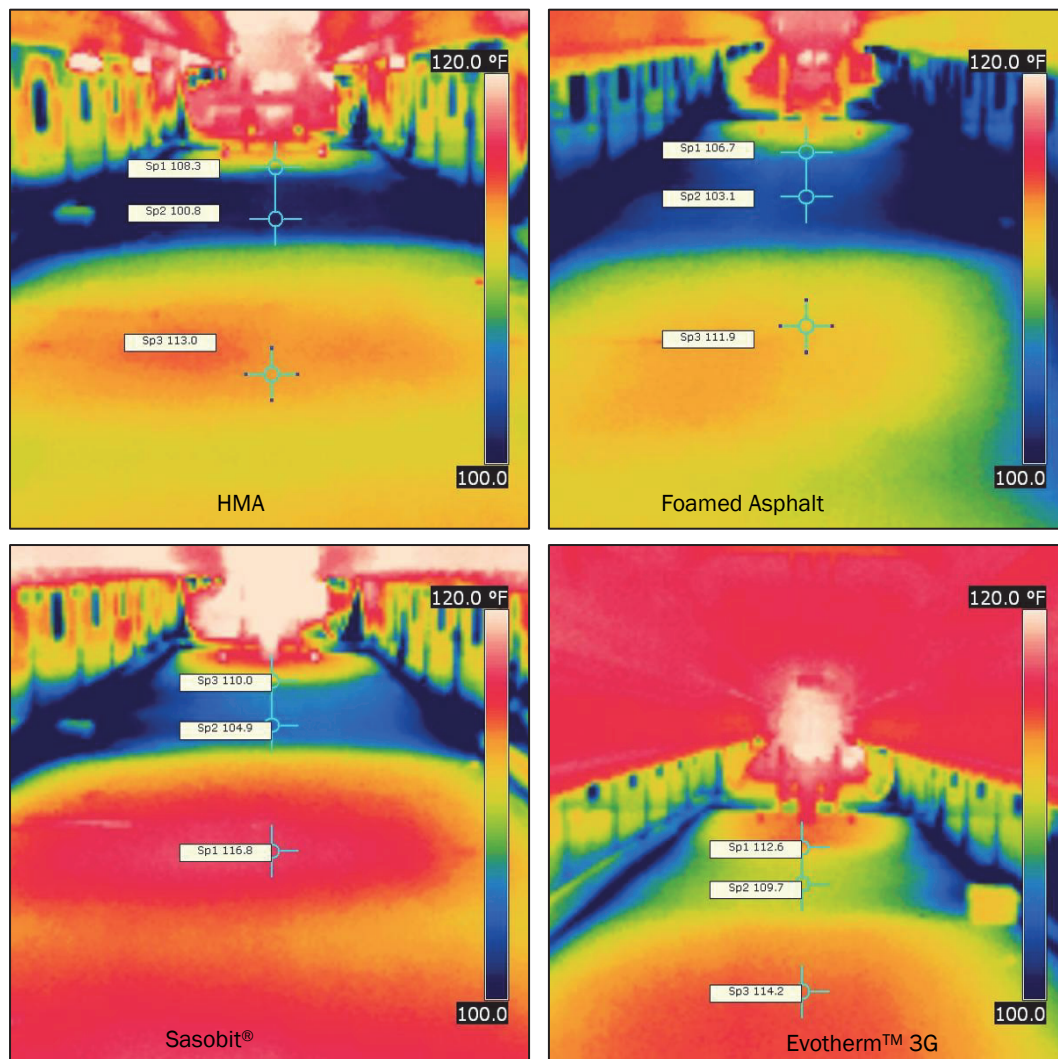 120.0 °F
Sp1 108.3
Sp2 100.8
Sp3 113.0
100.0
HMA
120.0 °F
Sp1 106.7
Sp2 103.1
Sp3 111.9
100.0
Foamed Asphalt
120.0 °F
Sp3 110.0
Sp2 104.9
Sp1 116.8
100.0
Sasobit®
120.0 °F
Sp1 112.6
Sp2 109.7
Sp3 114.2
100.0
Evotherm™ 3G